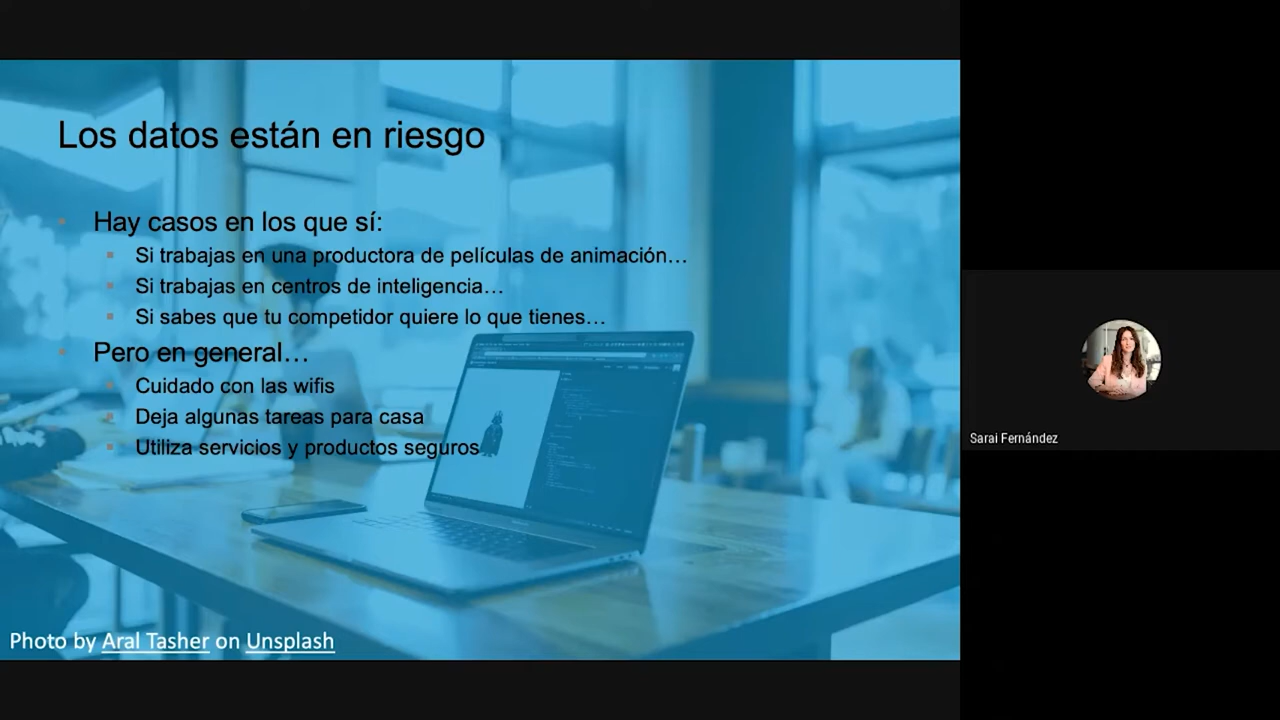 Los datos están en riesgo
Hay casos en los que sí:
Si trabajas en una productora de películas de animación…
Si trabajas en centros de inteligencia…
Si sabes que tu competidor quiere lo que tienes…
Pero en general…
Cuidado con las wifis
Deja algunas tareas para casa
Utiliza servicios y productos seguros
Photo by Aral Tasher on Unsplash
Sarai Fernández